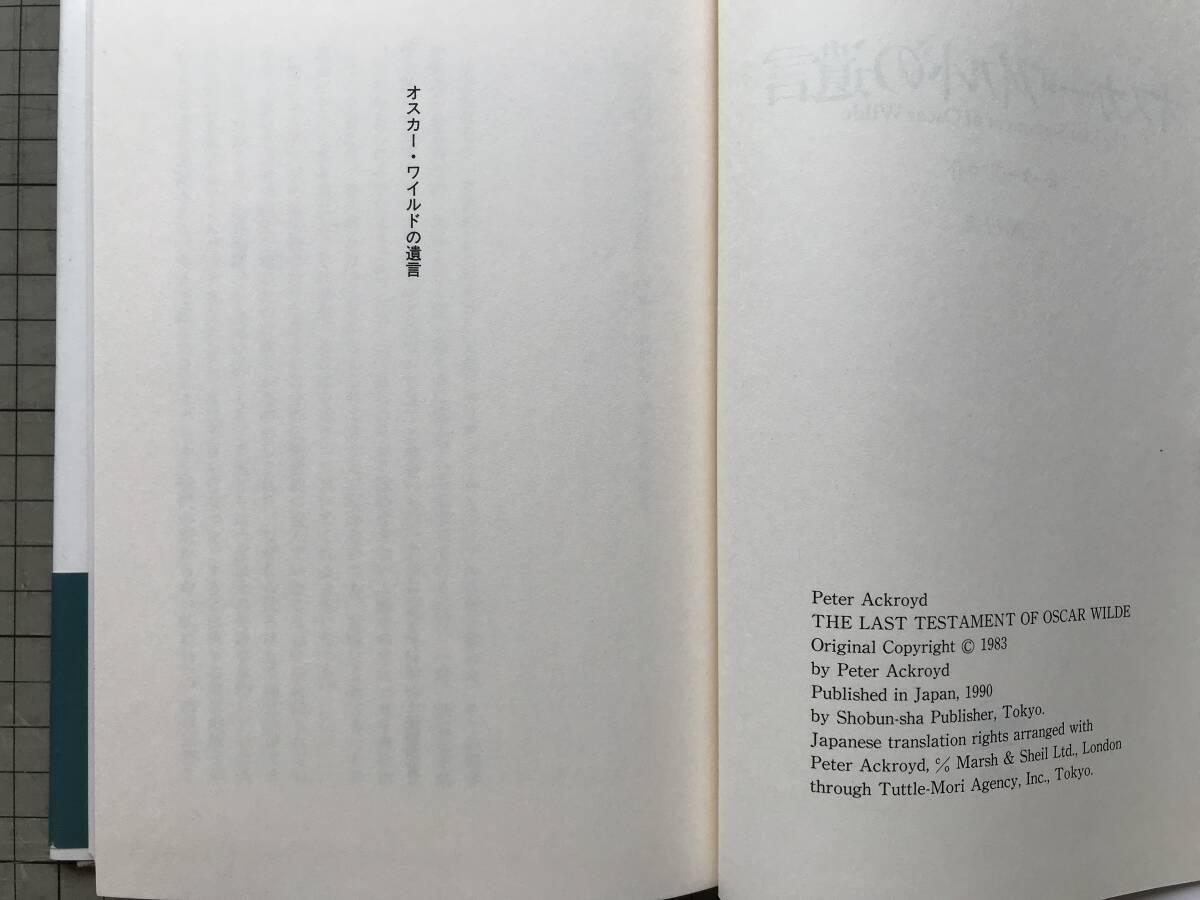 オスカー・ワイルドの遺言
Peter Ackroyd
THE LAST TESTAMENT OF OSCAR WILDE
Original Copyright © 1983
by Peter Ackroyd
Published in Japan, 1990
by Shobun-sha Publisher, Tokyo.
Japanese translation rights arranged with
Peter Ackroyd, ℅ Marsh & Sheil Ltd., London
through Tuttle-Mori Agency, Inc., Tokyo.